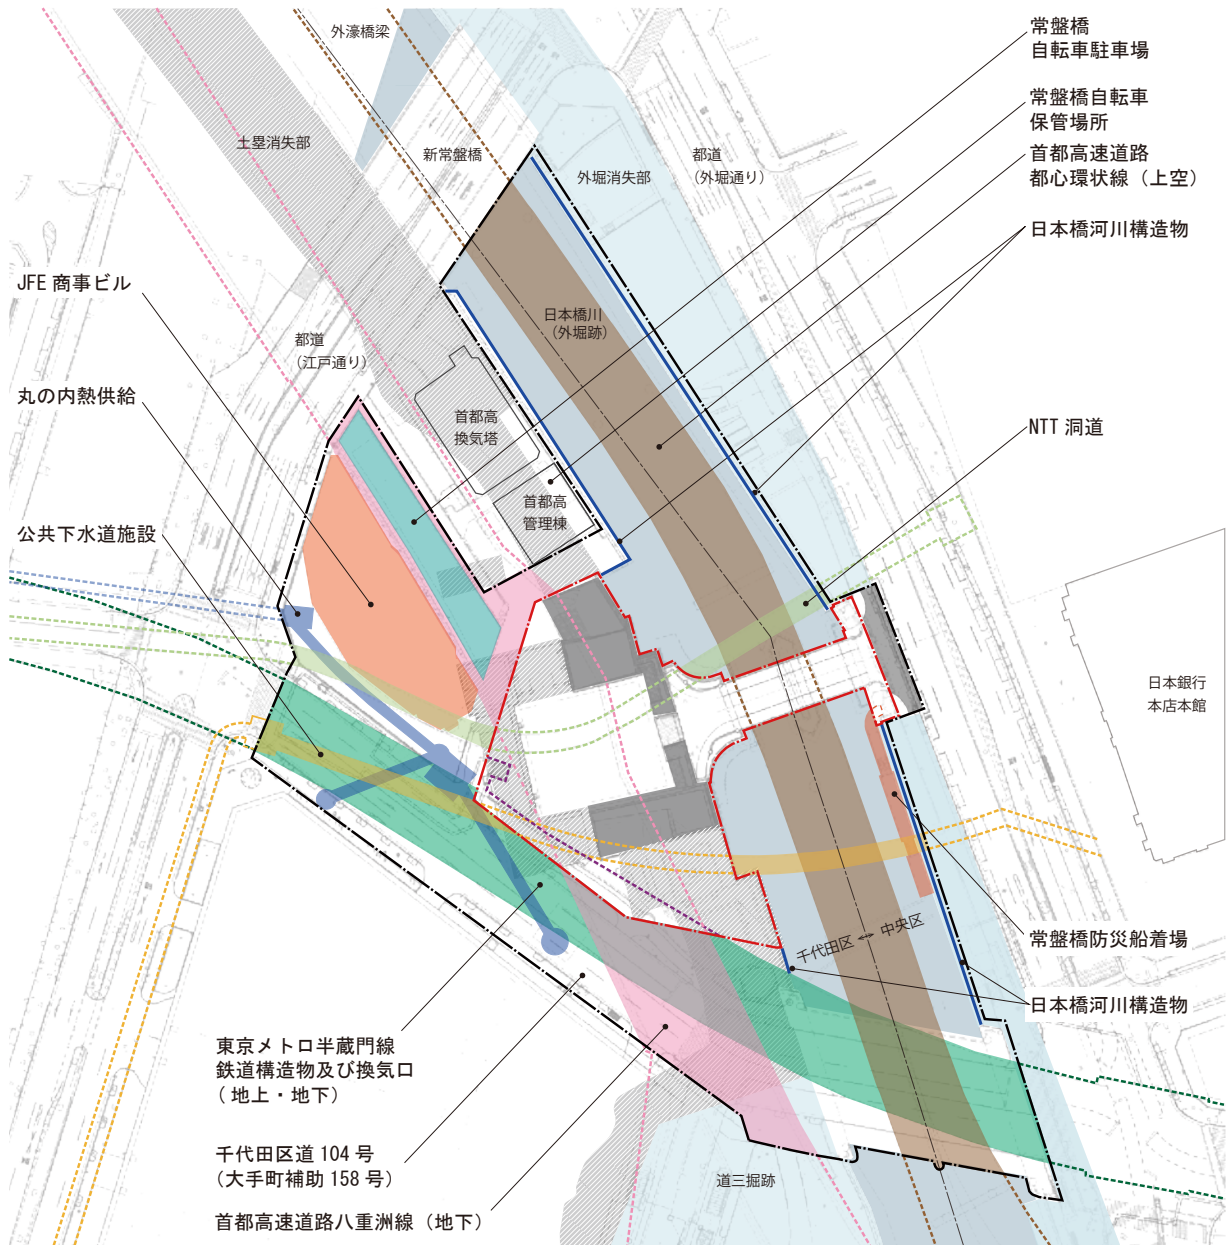 外濠橋梁
常盤橋
自転車駐車場
常盤橋自転車
保管場所
土塁消失部
新常盤橋
外堀消失部
都道
（外堀通り）
首都高速道路
都心環状線（上空）
日本橋河川構造物
JFE 商事ビル
日本橋川
（外堀跡）
都道
（江戸通り）
丸の内熱供給
首都高
換気塔
NTT 洞道
首都高
管理棟
公共下水道施設
日本銀行
本店本館
千代田区 ⟷ 中央区
常盤橋防災船着場
日本橋河川構造物
東京メトロ半蔵門線
鉄道構造物及び換気口
（地上・地下）
千代田区道 104 号
（大手町補助 158 号）
道三掘跡
首都高速道路八重洲線（地下）